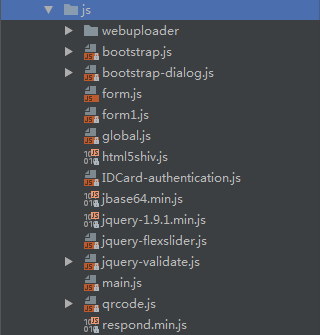 js
webuploader
bootstrap.js
bootstrap-dialog.js
form.js
form1.js
global.js
html5shiv.js
IDCard-authentication.js
jbase64.min.js
jquery-1.9.1.min.js
jquery-flexslider.js
jquery-validate.js
main.js
qrcode.js
respond.min.js